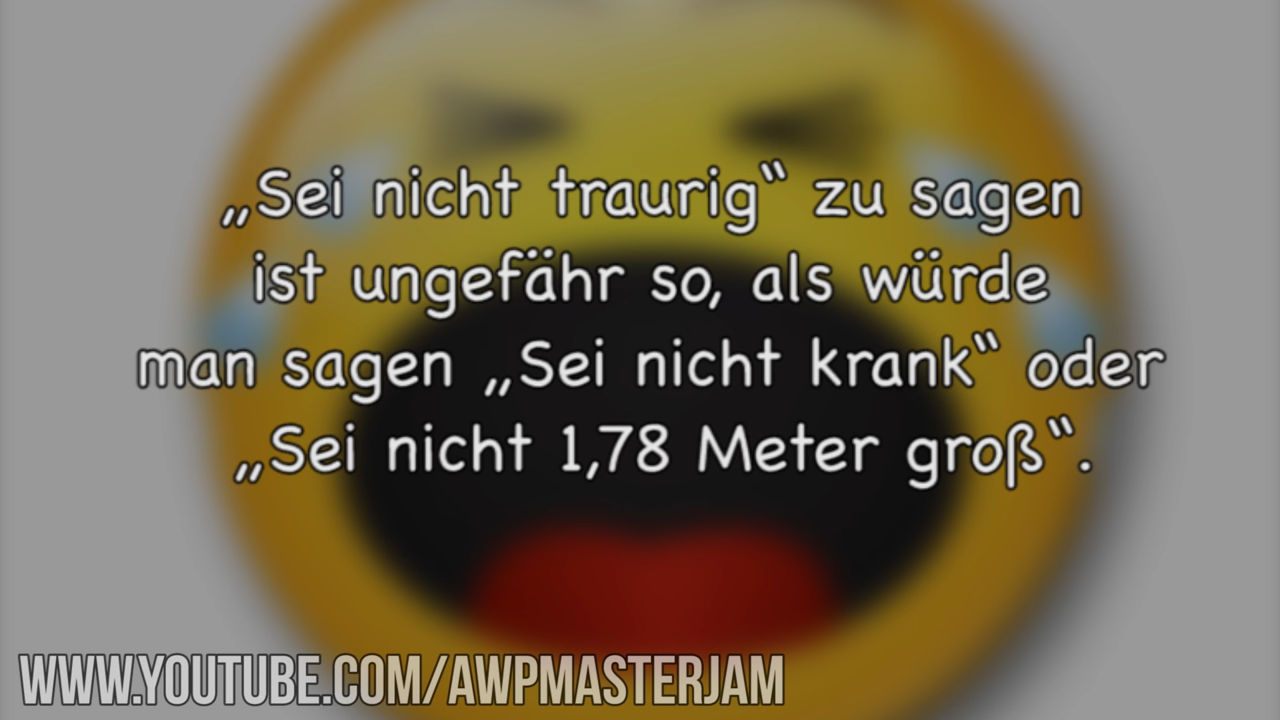 „Sei nicht traurig“ zu sagen
ist ungefähr so, als würde
man sagen „Sei nicht krank“ oder
„Sei nicht 1,78 Meter groß“.
WWW.YOUTUBE.COM/AWPMASTERJAM